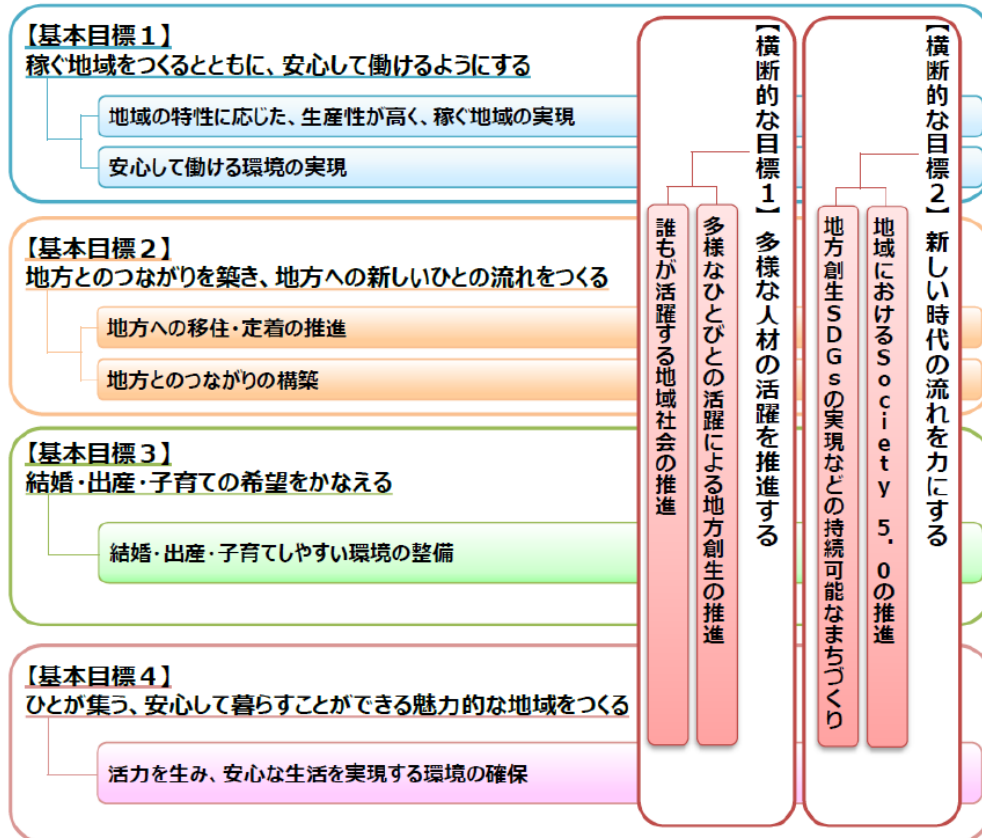 【基本目標１】
稼ぐ地域をつくるとともに、安心して働けるようにする
地域の特性に応じた、生産性が高く、稼ぐ地域の実現
安心して働ける環境の実現
【基本目標２】
地方とのつながりを築き、地方への新しいひとの流れをつくる
地方への移住・定着の推進
地方とのつながりの構築
【基本目標３】
結婚・出産・子育ての希望をかなえる
結婚・出産・子育てしやすい環境の整備
【基本目標４】
ひとが集う、安心して暮らすことができる魅力的な地域をつくる
活力を生み、安心な生活を実現する環境の確保
【横断的な目標１】多様な人材の活躍を推進する
多様なひとびとの活躍による地方創生の推進
誰もが活躍する地域社会の推進
【横断的な目標２】新しい時代の流れを力にする
地域におけるSociety 5.0の推進
地方創生SDGsの実現などの持続可能なまちづくり